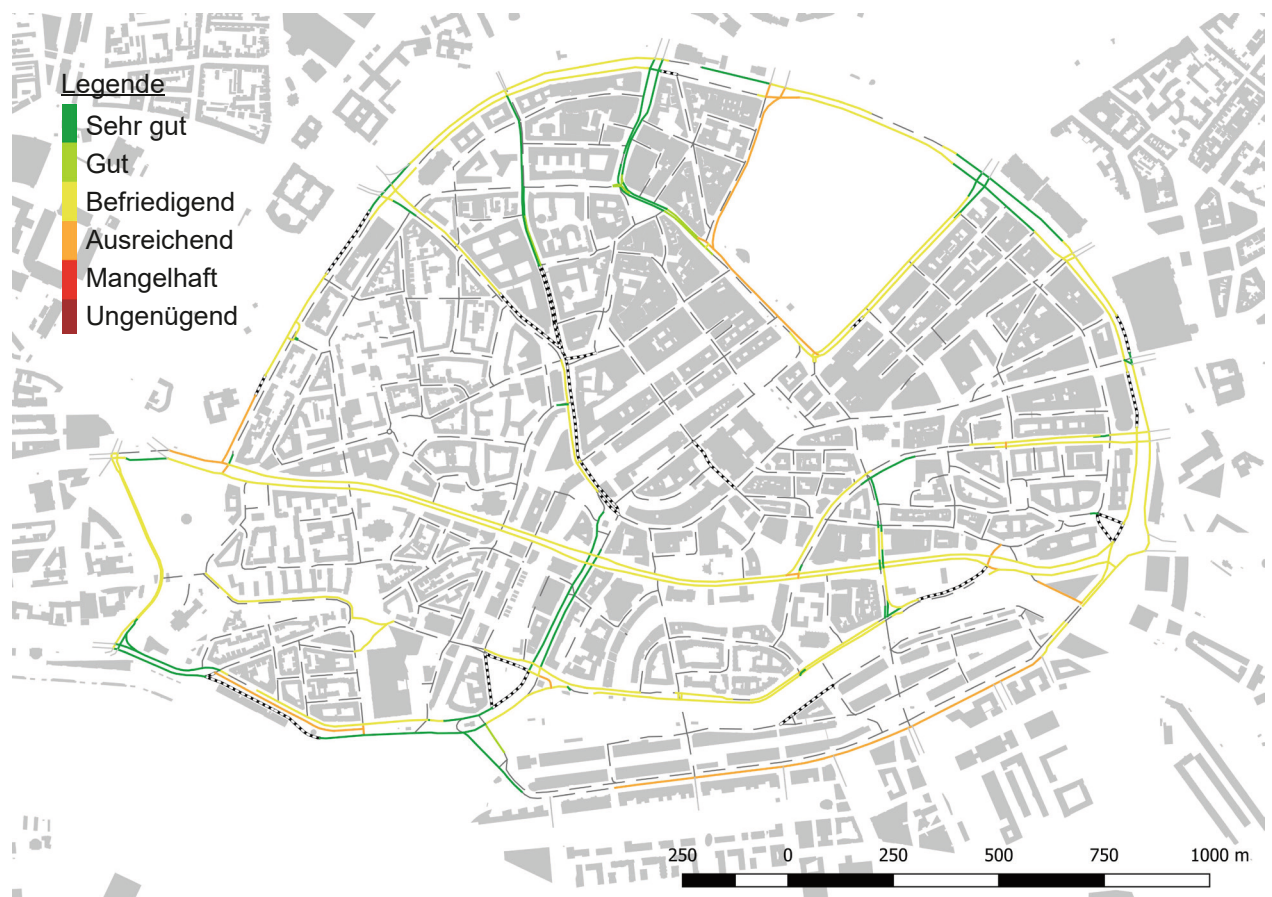 Legende
Sehr gut
Gut
Befriedigend
Ausreichend
Mangelhaft
Ungenügend
250 0 250 500 750 1000 m